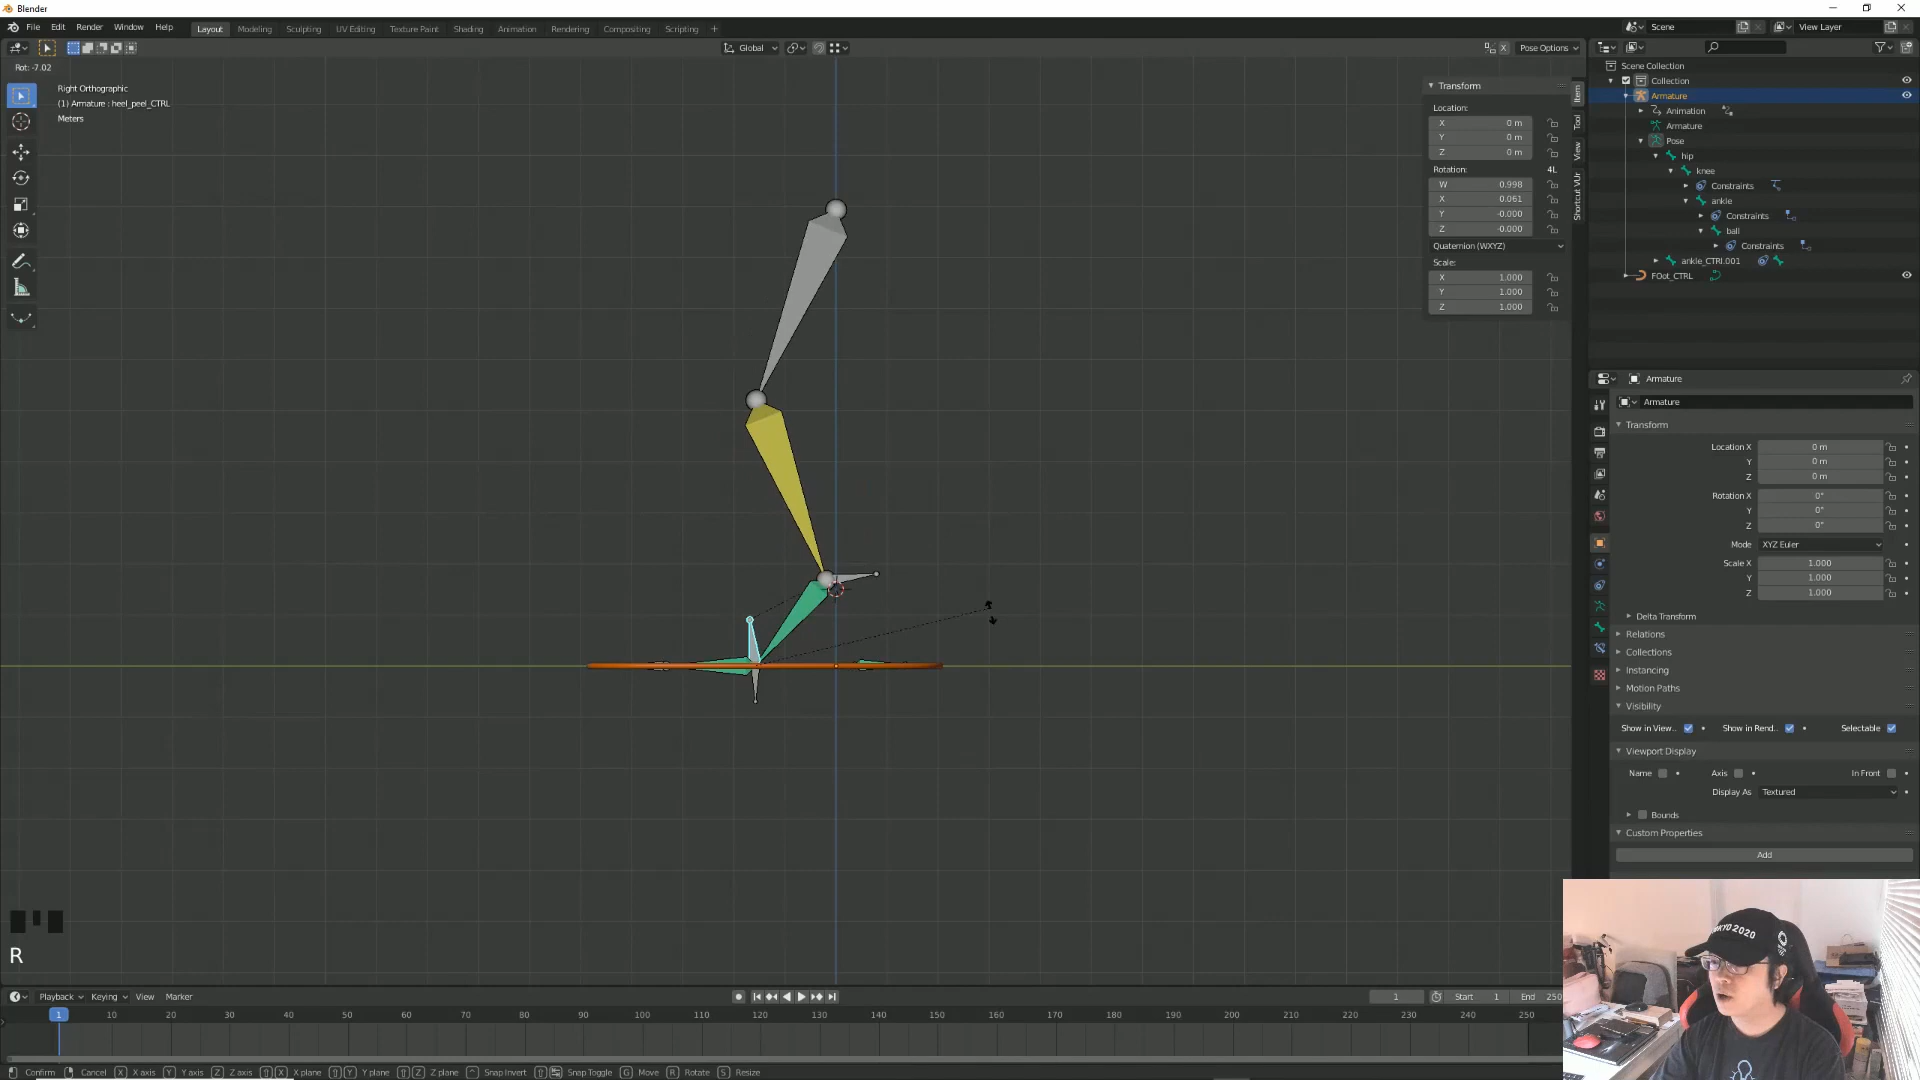 Blender
File Edit Render Window Help
Layout Modeling Sculpting UV Editing Texture Paint Shading Animation Rendering Compositing Scripting +
Scene
View Layer
Global
X
Pose Options
Rot: -7.02
Right Orthographic
(1) Armature : heel_peel_CTRL
Meters
Transform
Location:
X 0 m
Y 0 m
Z 0 m
Rotation: 4L
W 0.998
X 0.061
Y -0.000
Z -0.000
Quaternion (WXYZ)
Scale:
X 1.000
Y 1.000
Z 1.000
Item
Tool
View
Shortcut VUr
Scene Collection
Collection
Armature
Animation
Armature
Pose
hip
knee
Constraints
ankle
Constraints
ball
Constraints
ankle_CTRl.001
FOot_CTRL
Armature
Armature
Transform
Location X 0 m
Y 0 m
Z 0 m
Rotation X 0°
Y 0°
Z 0°
Mode XYZ Euler
Scale X 1.000
Y 1.000
Z 1.000
Delta Transform
Relations
Collections
Instancing
Motion Paths
Visibility
Show in View.. Show in Rend.. Selectable
Viewport Display
Name Axis In Front
Display As Textured
Bounds
Custom Properties
Add
R
TOKYO 2020
Playback Keying View Marker
1 Start 1 End 250
1 10 20 30 40 50 60 70 80 90 100 110 120 130 140 150 160 170 180 190 200 210 220 230 240 250
Confirm Cancel X X axis Y Y axis Z Z axis X X plane Y Y plane Z Z plane Snap Invert Snap Toggle G Move R Rotate S Resize